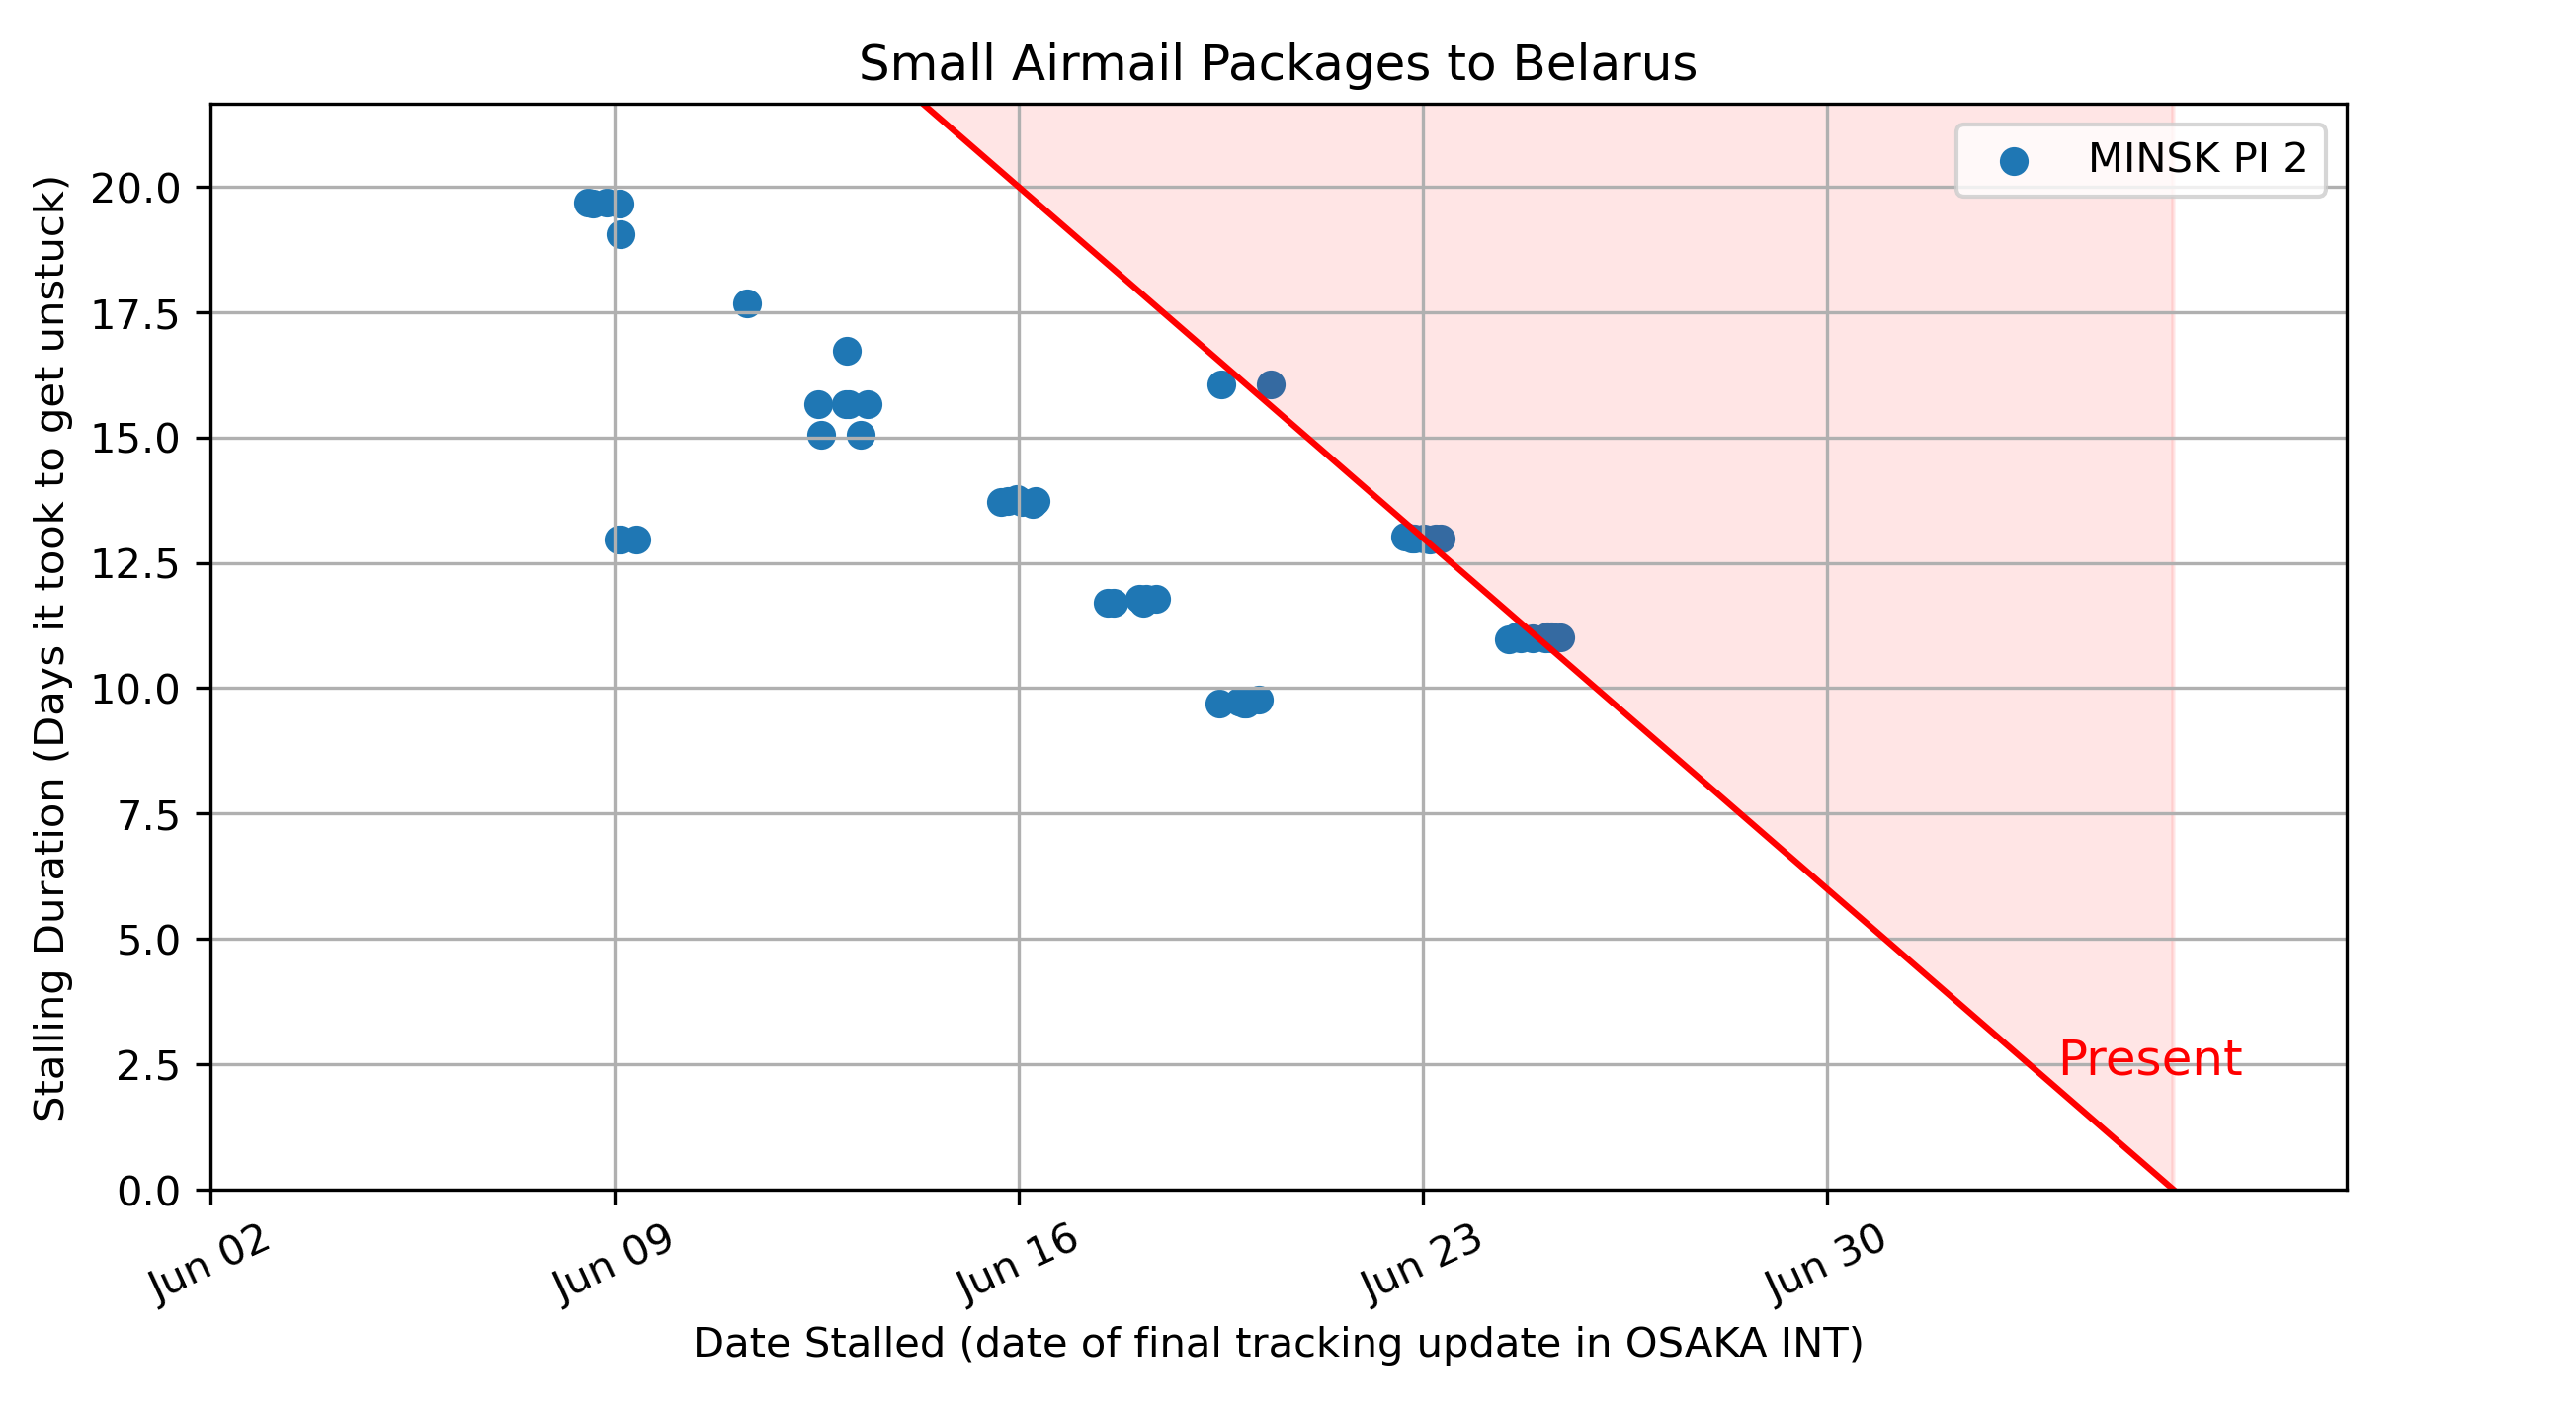 Small Airmail Packages to Belarus
MINSK PI 2
Stalling Duration (Days it took to get unstuck)
20.0
17.5
15.0
12.5
10.0
7.5
5.0
2.5
0.0
Present
Jun 02
Jun 09
Jun 16
Jun 23
Jun 30
Date Stalled (date of final tracking update in OSAKA INT)